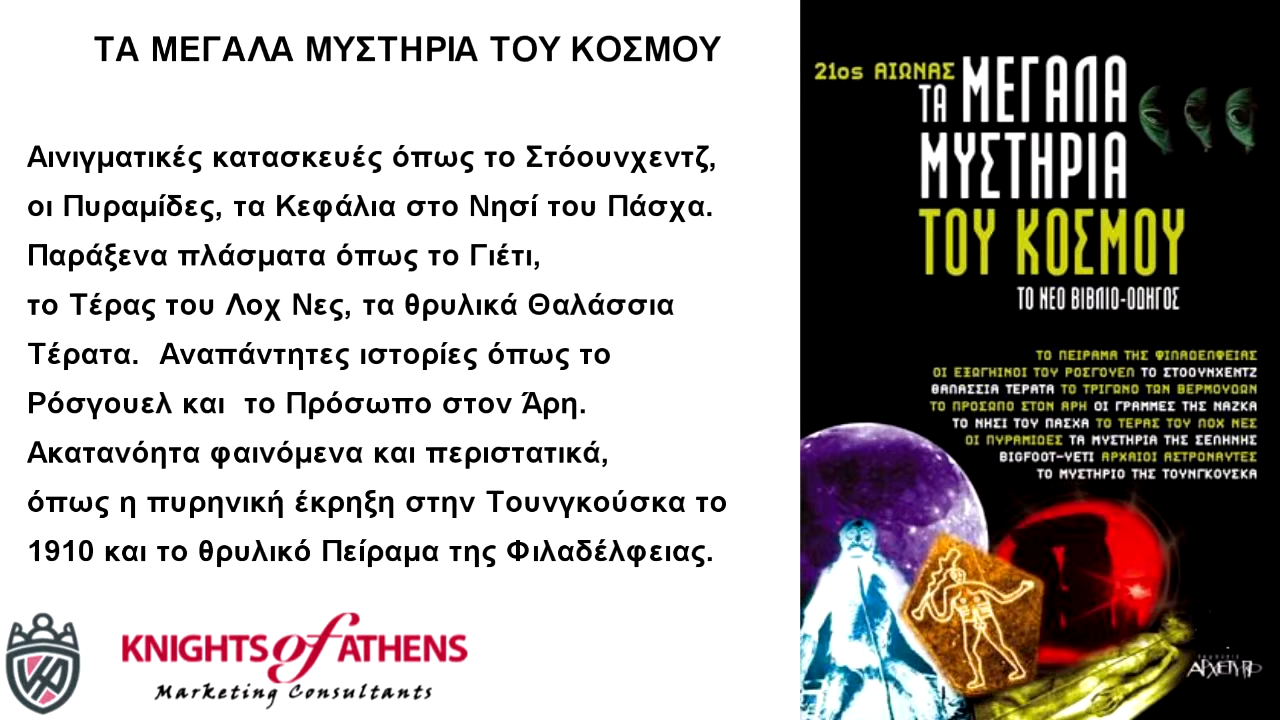 ΤΑ ΜΕΓΑΛΑ ΜΥΣΤΗΡΙΑ ΤΟΥ ΚΟΣΜΟΥ
Αινιγματικές κατασκευές όπως το Στόουνχεντζ,
οι Πυραμίδες, τα Κεφάλια στο Νησί του Πάσχα.
Παράξενα πλάσματα όπως το Γιέτι,
το Τέρας του Λοχ Νες, τα θρυλικά Θαλάσσια
Τέρατα.  Αναπάντητες ιστορίες όπως το
Ρόσγουελ και  το Πρόσωπο στον Άρη.
Ακατανόητα φαινόμενα και περιστατικά,
όπως η πυρηνική έκρηξη στην Τουνγκούσκα το
1910 και το θρυλικό Πείραμα της Φιλαδέλφειας.
KNIGHTS of ATHENS
Marketing Consultants
21os ΑΙΩΝΑΣ
ΤΑ ΜΕΓΑΛΑ
ΜΥΣΤΗΡΙΑ
ΤΟΥ ΚΟΣΜΟΥ
ΤΟ ΝΕΟ ΒΙΒΛΙΟ-ΟΔΗΓΟΣ
ΤΟ ΠΕΙΡΑΜΑ ΤΗΣ ΦΙΛΑΔΕΛΦΕΙΑΣ
ΟΙ ΕΞΩΓΗΙΝΟΙ ΤΟΥ ΡΟΣΓΟΥΕΛ ΤΟ ΣΤΟΟΥΝΧΕΝΤΖ
ΘΑΛΑΣΣΙΑ ΤΕΡΑΤΑ ΤΟ ΤΡΙΓΩΝΟ ΤΩΝ ΒΕΡΜΟΥΔΩΝ
ΤΟ ΠΡΟΣΩΠΟ ΣΤΟΝ ΑΡΗ ΟΙ ΓΡΑΜΜΕΣ ΤΗΣ ΝΑΖΚΑ
ΤΟ ΝΗΣΙ ΤΟΥ ΠΑΣΧΑ ΤΟ ΤΕΡΑΣ ΤΟΥ ΛΟΧ ΝΕΣ
ΟΙ ΠΥΡΑΜΙΔΕΣ ΤΑ ΜΥΣΤΗΡΙΑ ΤΗΣ ΣΕΛΗΝΗΣ
BIGFOOT-YETI ΑΡΧΑΙΟΙ ΑΣΤΡΟΝΑΥΤΕΣ
ΤΟ ΜΥΣΤΗΡΙΟ ΤΗΣ ΤΟΥΝΓΚΟΥΣΚΑ
ΑΡΧΕΤΥΠΟ